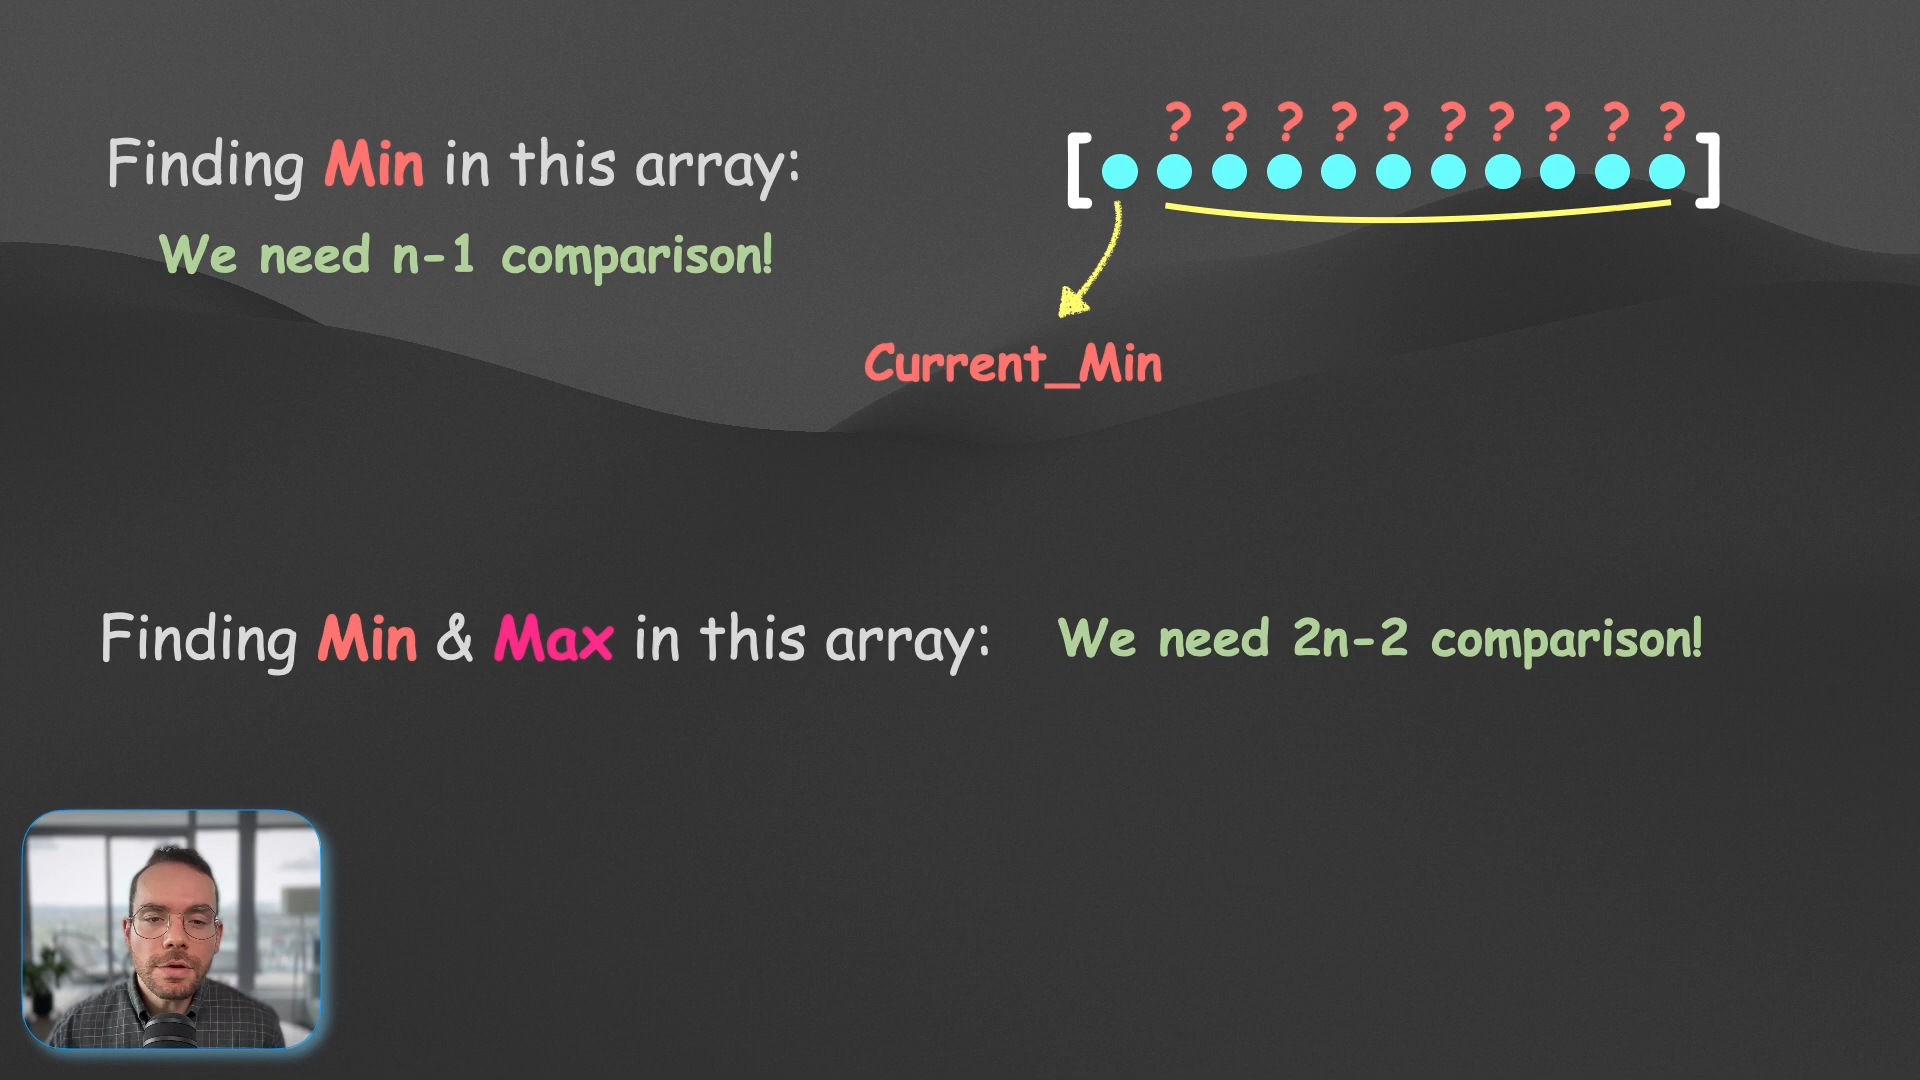 ? ? ? ? ? ? ? ? ? ?
[ ]
Finding Min in this array:
We need n-1 comparison!
Current_Min
Finding Min & Max in this array: We need 2n-2 comparison!